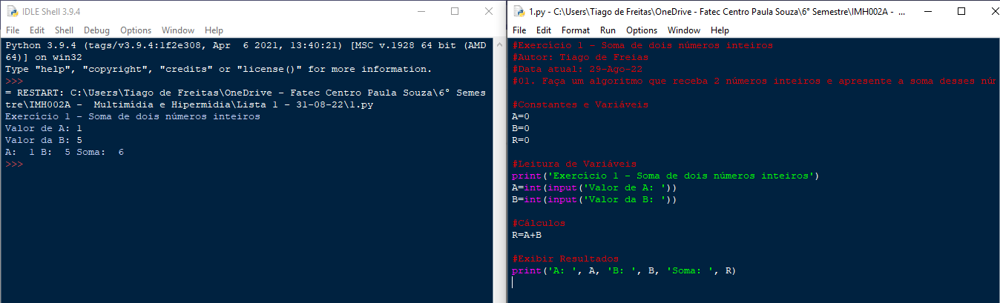 IDLE Shell 3.9.4
File Edit Shell Debug Options Window Help
Python 3.9.4 (tags/v3.9.4:1f2e308, Apr  6 2021, 13:40:21) [MSC v.1928 64 bit (AMD
64)] on win32
Type "help", "copyright", "credits" or "license()" for more information.
>>>
= RESTART: C:\Users\Tiago de Freitas\OneDrive - Fatec Centro Paula Souza\6° Semes
tre\IMH002A -  Multimídia e Hipermídia\Lista 1 - 31-08-22\1.py
Exercício 1 - Soma de dois números inteiros
Valor de A: 1
Valor da B: 5
A:  1 B:  5 Soma:  6
>>>
1.py - C:\Users\Tiago de Freitas\OneDrive - Fatec Centro Paula Souza\6° Semestre\IMH002A - ...
File Edit Format Run Options Window Help
#Exercício 1 - Soma de dois números inteiros
#Autor: Tiago de Freias
#Data atual: 29-Ago-22
#01. Faça um algoritmo que receba 2 números inteiros e apresente a soma desses núm
#Constantes e Variáveis
A=0
B=0
R=0
#Leitura de Variáveis
print('Exercício 1 - Soma de dois números inteiros')
A=int(input('Valor de A: '))
B=int(input('Valor da B: '))
#Cálculos
R=A+B
#Exibir Resultados
print('A: ', A, 'B: ', B, 'Soma: ', R)